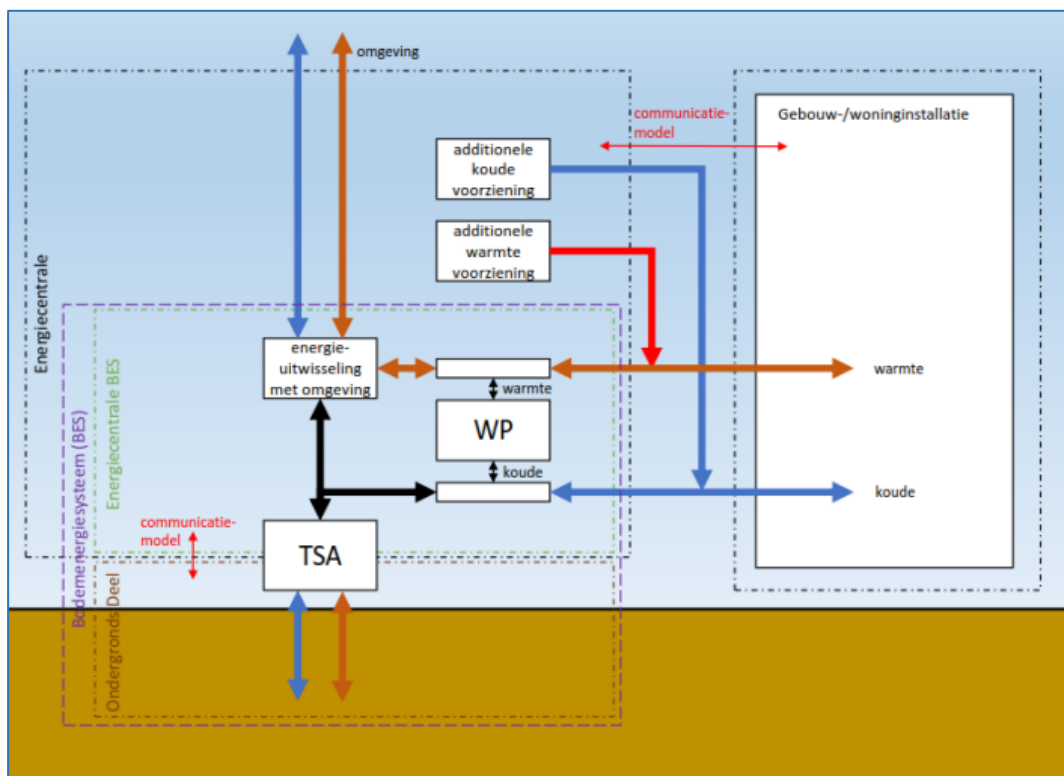 omgeving
communicatie-
model
Gebouw-/woninginstallatie
additionele
koude
voorziening
additionele
warmte
voorziening
Energiecentrale
Bodemenergiesysteem (BES)
Energiecentrale BES
energie-
uitwisseling
met omgeving
warmte
WP
koude
warmte
koude
communicatie-
model
TSA
Ondergronds Deel